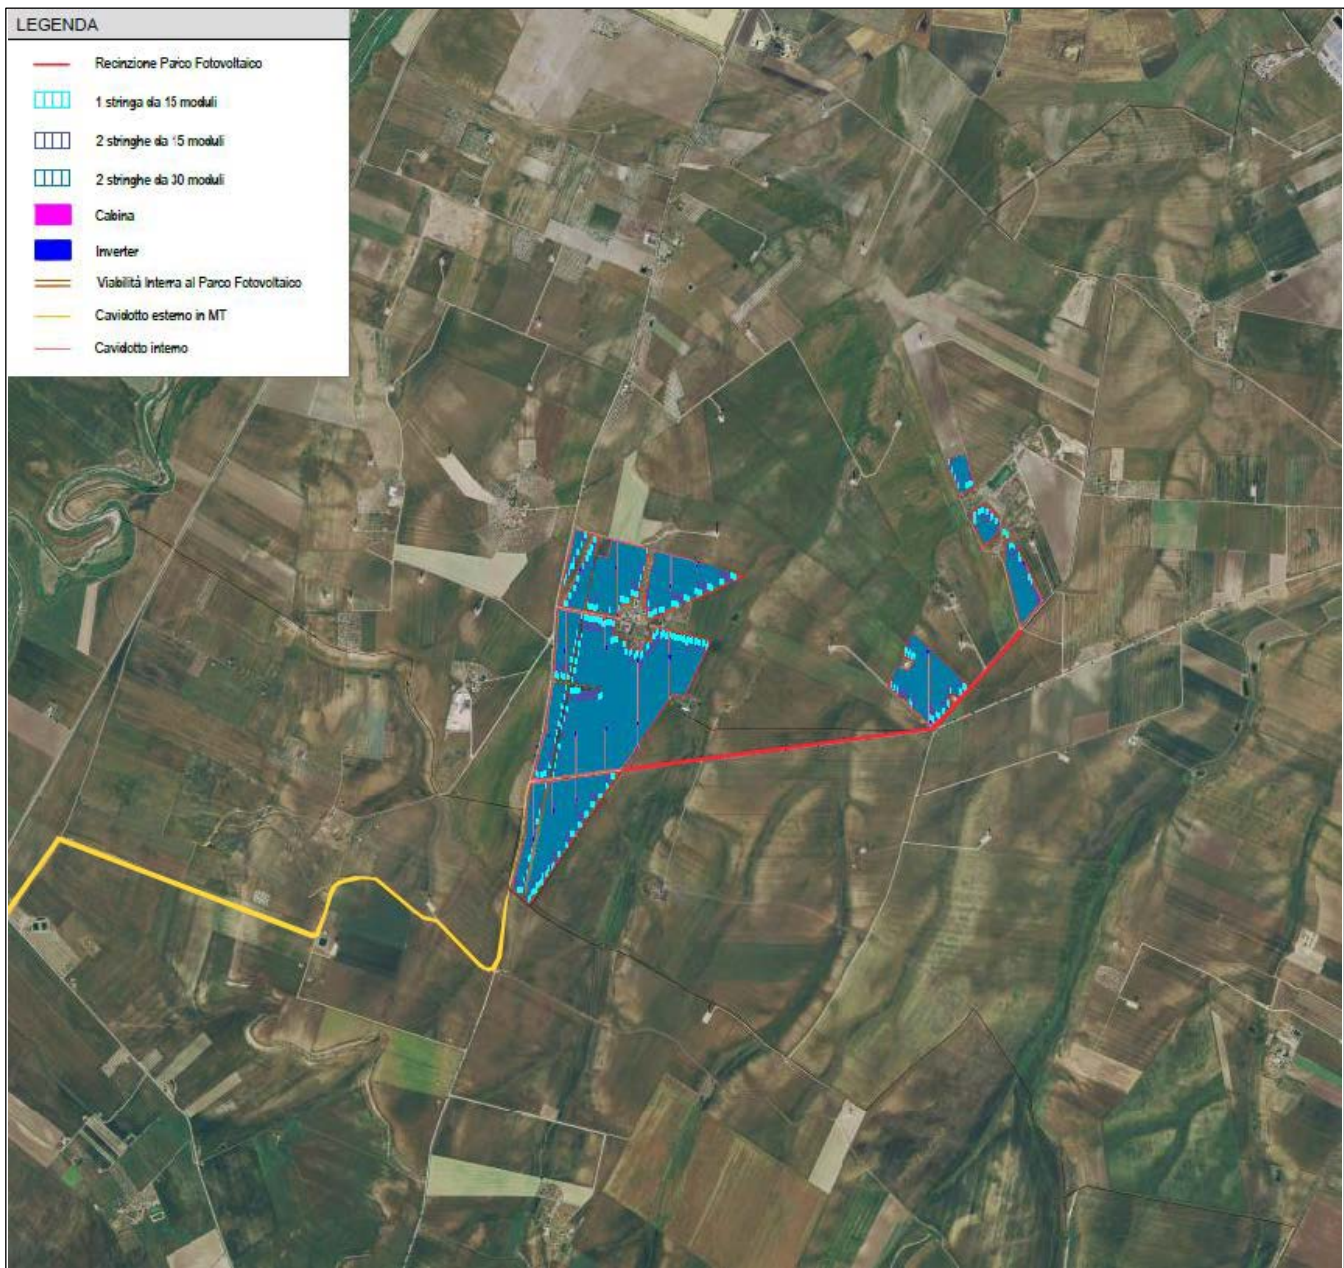 LEGENDA
Recinzione Parco Fotovoltaico
1 stringa da 15 moduli
2 stringhe da 15 moduli
2 stringhe da 30 moduli
Cabina
Inverter
Viabilità Interna al Parco Fotovoltaico
Cavidotto esterno in MT
Cavidotto interno